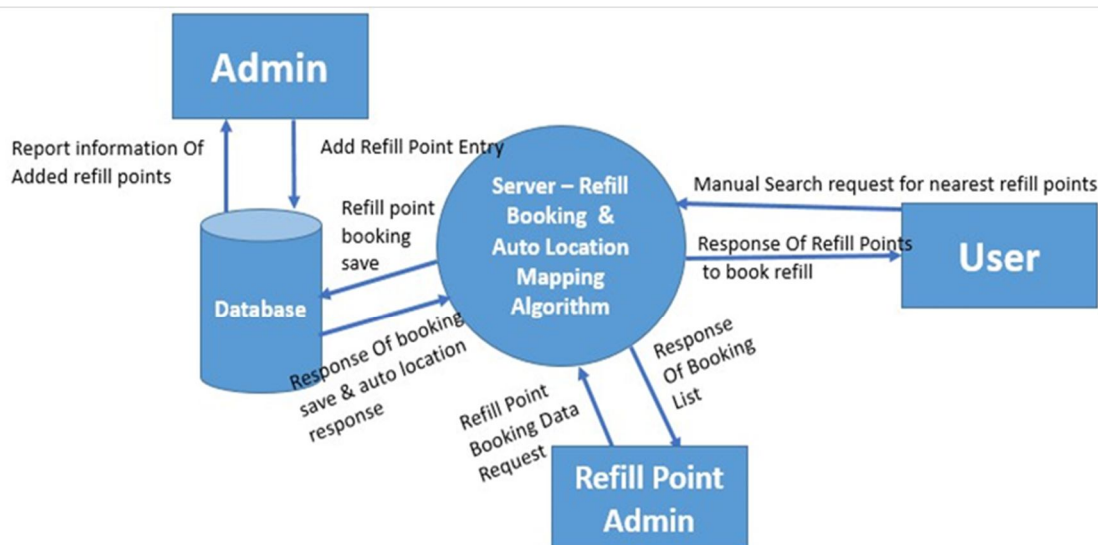 Admin
Report information Of
Added refill points
Add Refill Point Entry
Server – Refill
Booking &
Auto Location
Mapping
Algorithm
Manual Search request for nearest refill points
Refill point
booking
save
Response Of Refill Points
to book refill
User
Database
Response Of booking
save & auto location
response
Response
Of Booking
List
Refill Point
Booking Data
Request
Refill Point
Admin